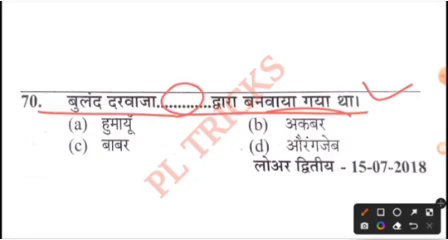 70. बुलंद दरवाजा............द्वारा बनवाया गया था।
(a) हुमायूँ (b) अकबर
(c) बाबर (d) औरंगजेब
लोअर द्वितीय - 15-07-2018
PL TRICKS